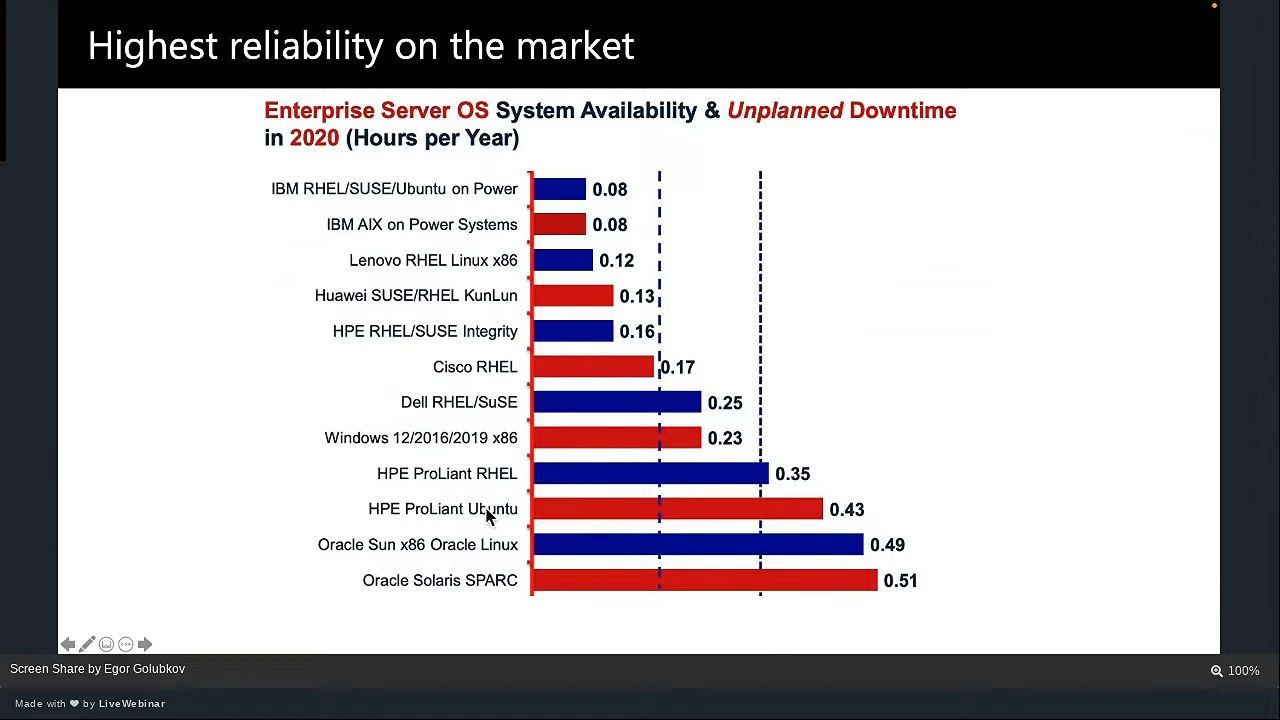 Highest reliability on the market
Enterprise Server OS System Availability & Unplanned Downtime
in 2020 (Hours per Year)
IBM RHEL/SUSE/Ubuntu on Power 0.08
IBM AIX on Power Systems 0.08
Lenovo RHEL Linux x86 0.12
Huawei SUSE/RHEL KunLun 0.13
HPE RHEL/SUSE Integrity 0.16
Cisco RHEL 0.17
Dell RHEL/SuSE 0.25
Windows 12/2016/2019 x86 0.23
HPE ProLiant RHEL 0.35
HPE ProLiant Ubuntu 0.43
Oracle Sun x86 Oracle Linux 0.49
Oracle Solaris SPARC 0.51
Screen Share by Egor Golubkov
100%
Made with ❤ by LiveWebinar